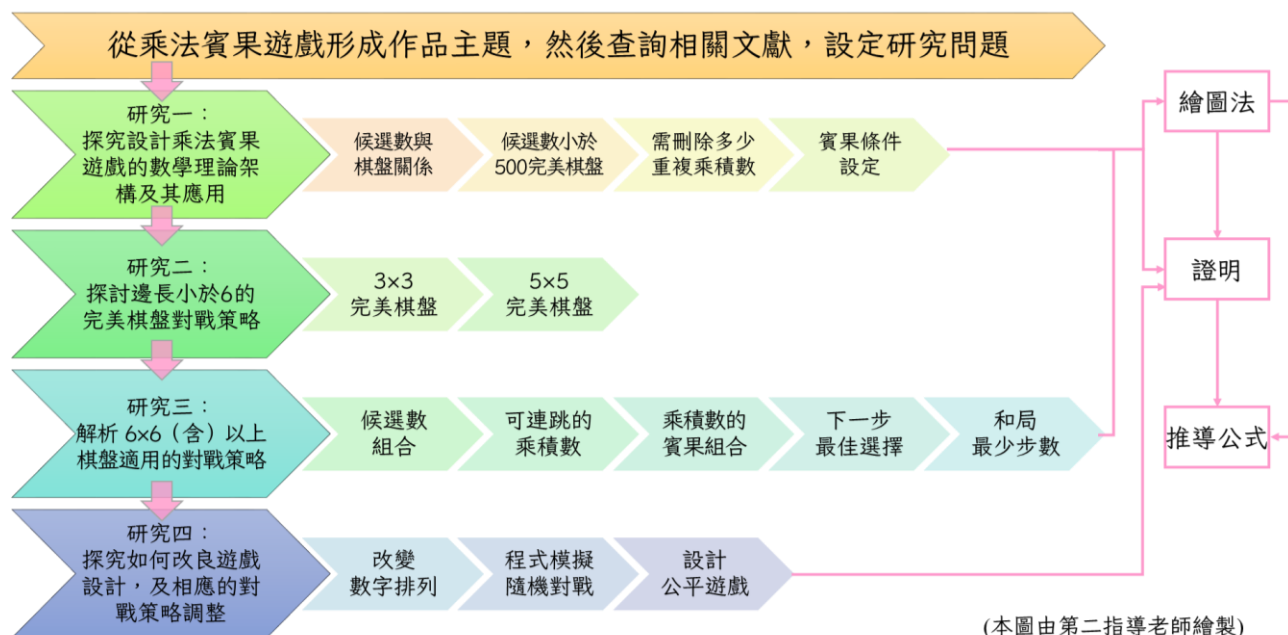 從乘法賓果遊戲形成作品主題，然後查詢相關文獻，設定研究問題
研究一：
探究設計乘法賓果
遊戲的數學理論架
構及其應用
候選數與
棋盤關係
候選數小於
500完美棋盤
需刪除多少
重複乘積數
賓果條件
設定
研究二：
探討邊長小於6的
完美棋盤對戰策略
3×3
完美棋盤
5×5
完美棋盤
研究三：
解析 6×6（含）以上
棋盤適用的對戰策略
候選數
組合
可連跳的
乘積數
乘積數的
賓果組合
下一步
最佳選擇
和局
最少步數
研究四：
探究如何改良遊戲
設計，及相應的對
戰策略調整
改變
數字排列
程式模擬
隨機對戰
設計
公平遊戲
繪圖法
證明
推導公式
(本圖由第二指導老師繪製)